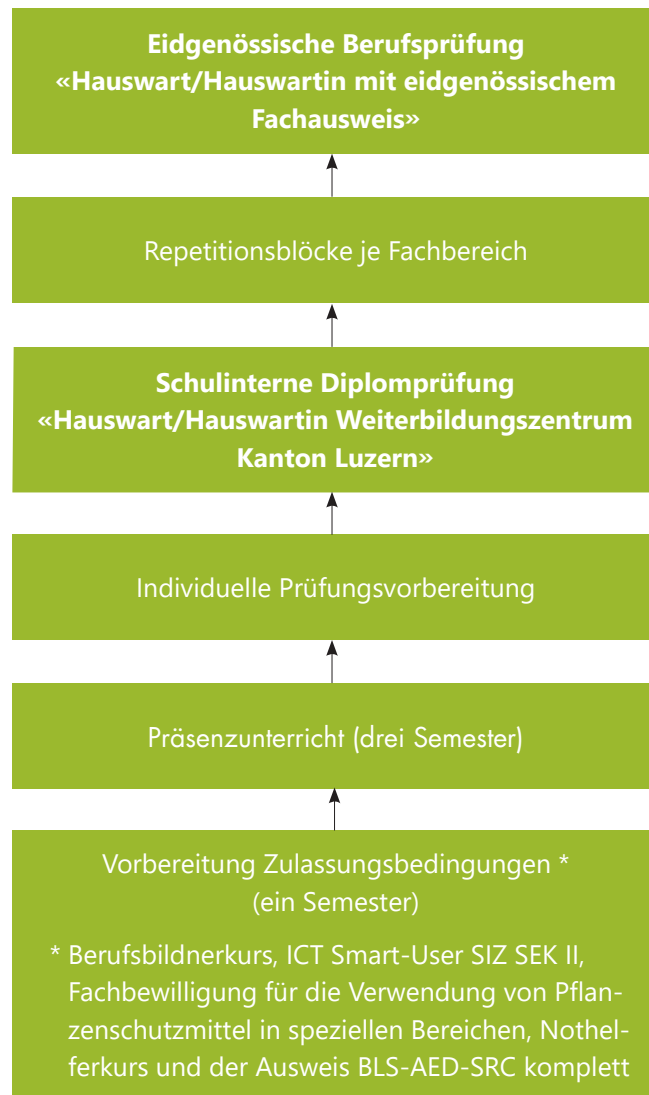 Eidgenössische Berufsprüfung
«Hauswart/Hauswartin mit eidgenössischem
Fachausweis»
Repetitionsblöcke je Fachbereich
Schulinterne Diplomprüfung
«Hauswart/Hauswartin Weiterbildungszentrum
Kanton Luzern»
Individuelle Prüfungsvorbereitung
Präsenzunterricht (drei Semester)
Vorbereitung Zulassungsbedingungen *
(ein Semester)
* Berufsbildnerkurs, ICT Smart-User SIZ SEK II,
Fachbewilligung für die Verwendung von Pflan-
zenschutzmittel in speziellen Bereichen, Nothel-
ferkurs und der Ausweis BLS-AED-SRC komplett